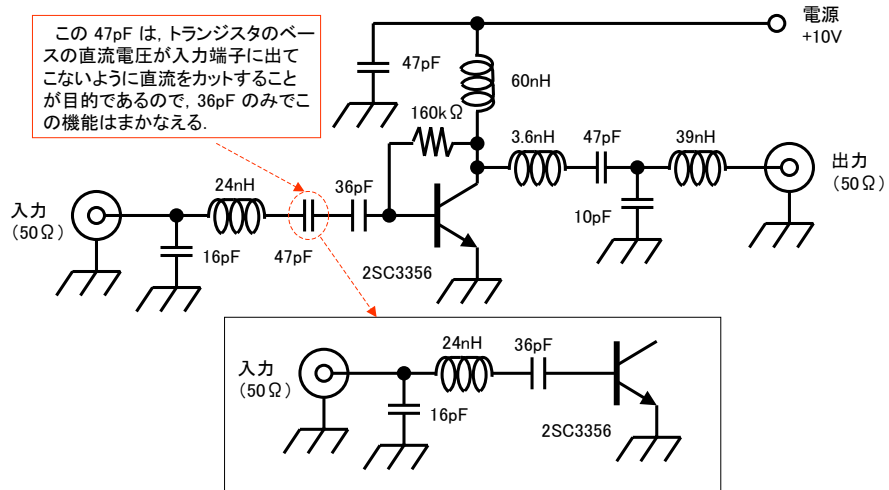 この 47pF は，トランジスタのベー
スの直流電圧が入力端子に出て
こないように直流をカットすること
が目的であるので，36pF のみでこ
の機能はまかなえる．
電源
+10V
47pF
60nH
160kΩ
3.6nH
47pF
39nH
出力
(50Ω)
10pF
入力
(50Ω)
24nH
36pF
16pF
47pF
2SC3356
入力
(50Ω)
24nH
36pF
16pF
2SC3356